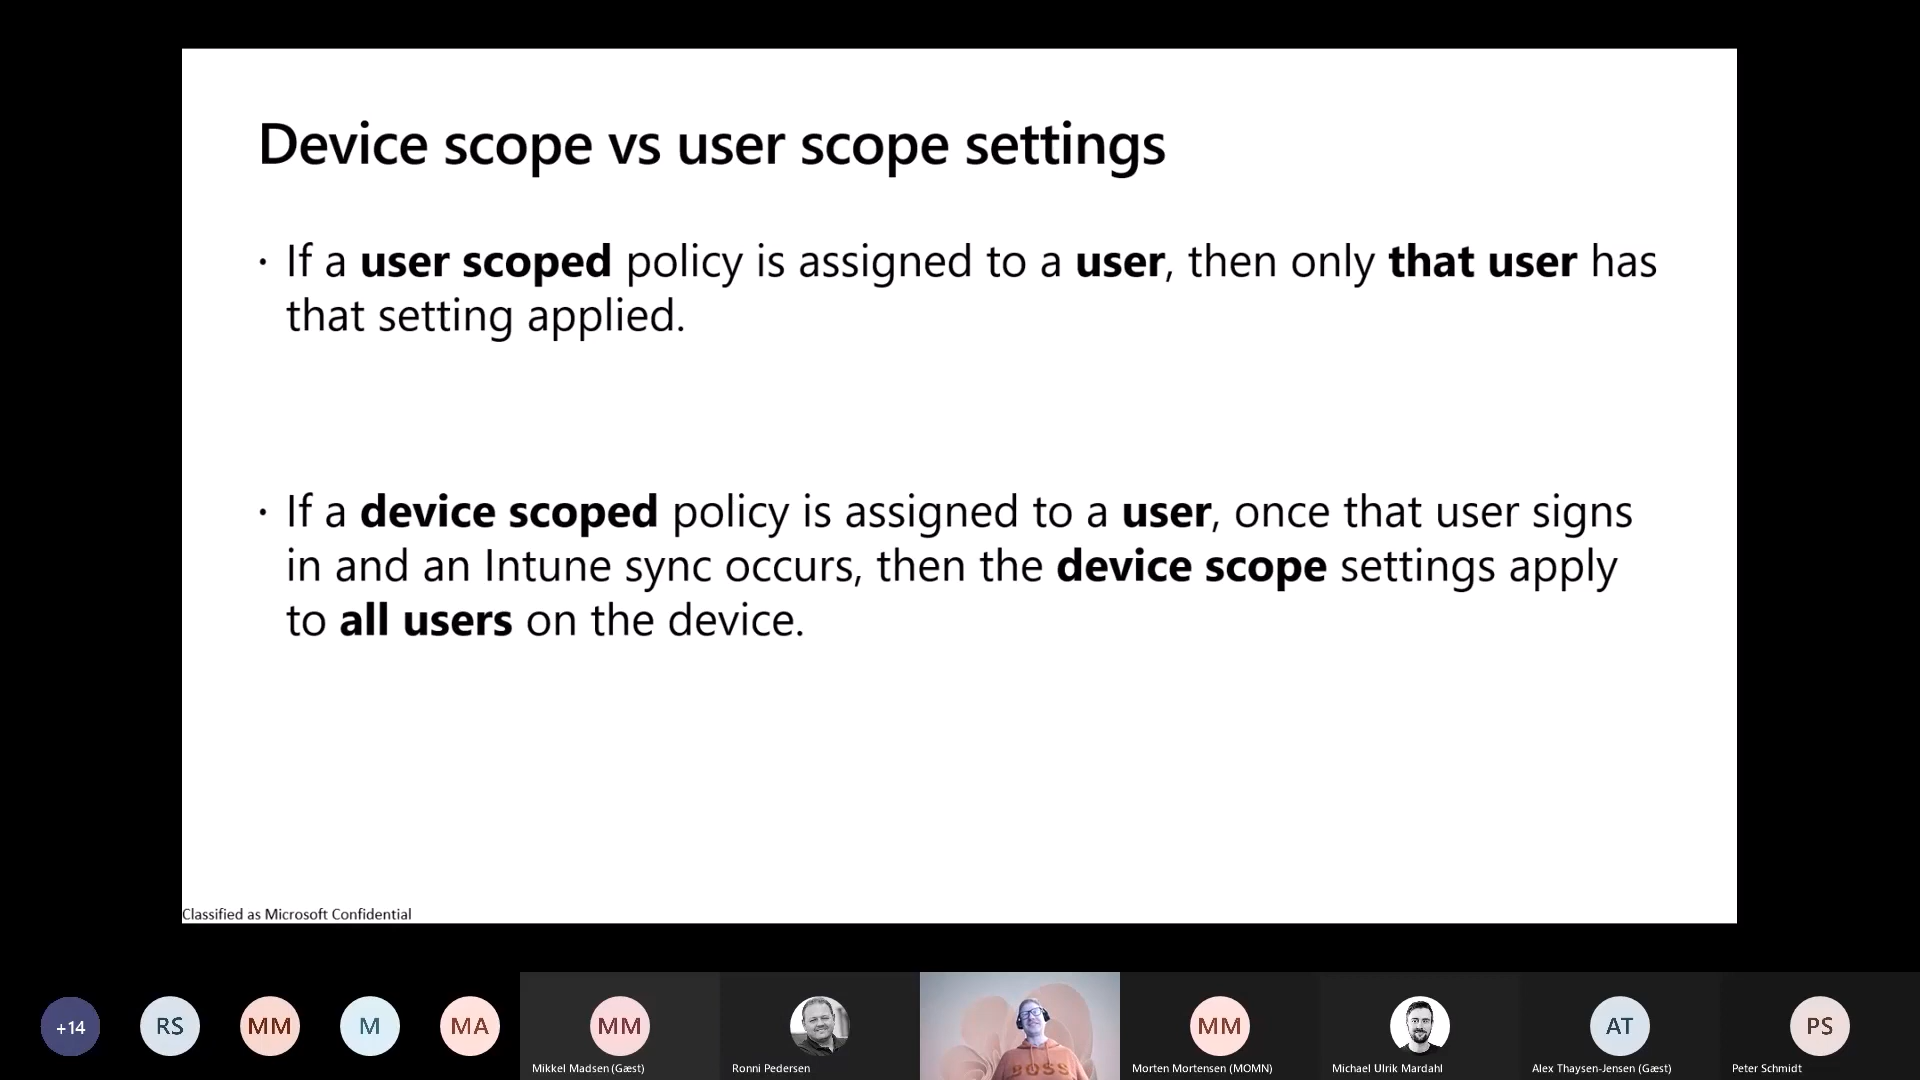 Device scope vs user scope settings
• If a user scoped policy is assigned to a user, then only that user has
that setting applied.
• If a device scoped policy is assigned to a user, once that user signs
in and an Intune sync occurs, then the device scope settings apply
to all users on the device.
Classified as Microsoft Confidential
+14
RS
MM
M
MA
MM
Mikkel Madsen (Gæst)
Ronni Pedersen
BOSS
MM
Morten Mortensen (MOMN)
Michael Ulrik Mardahl
AT
Alex Thaysen-Jensen (Gæst)
PS
Peter Schmidt